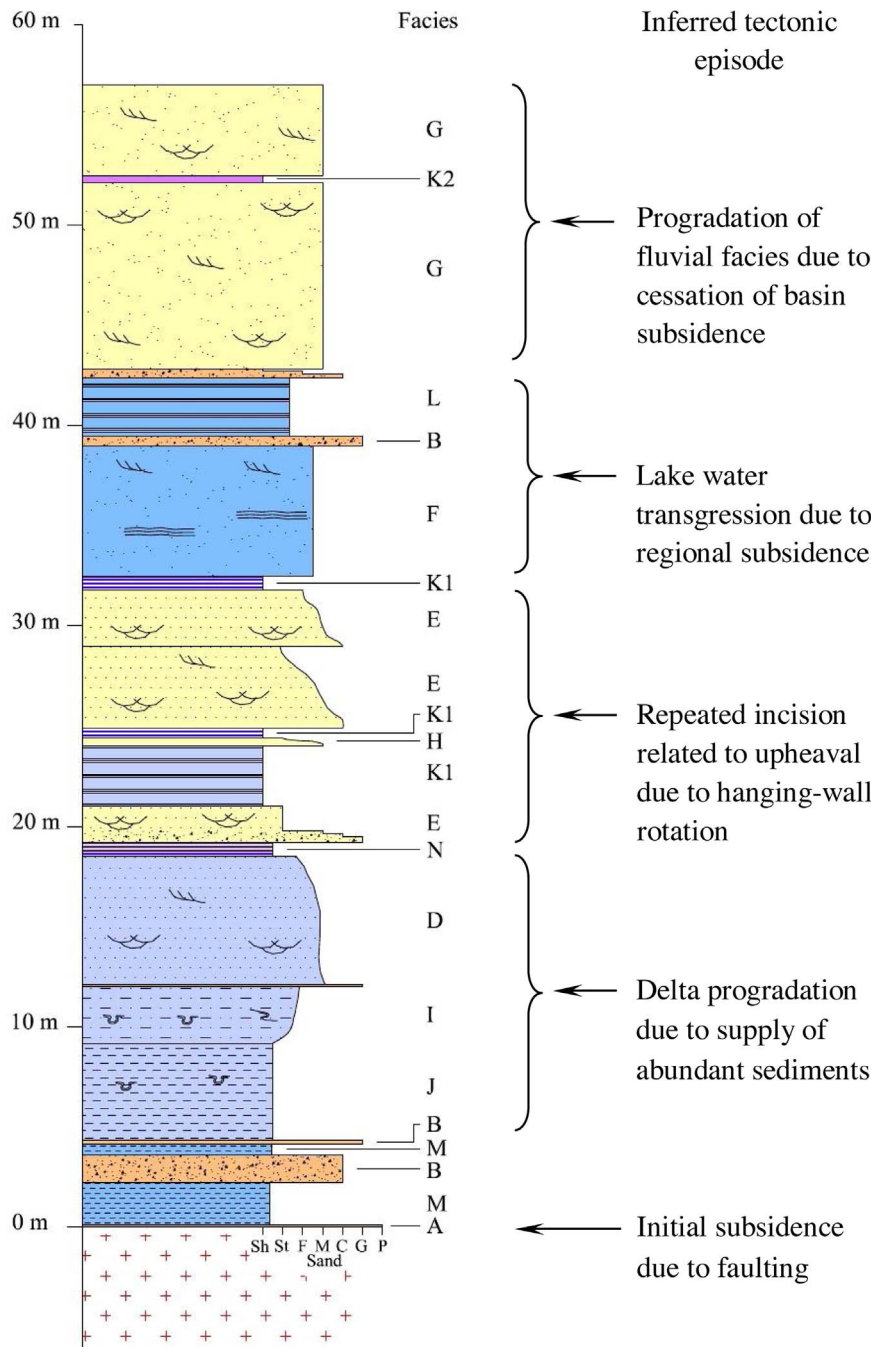 60 m
Facies
Inferred tectonic
episode
G
K2
50 m
G
Progradation of
fluvial facies due to
cessation of basin
subsidence
L
40 m
B
F
Lake water
transgression due to
regional subsidence
K1
E
30 m
E
K1
H
K1
Repeated incision
related to upheaval
due to hanging-wall
rotation
20 m
E
N
D
Delta progradation
due to supply of
abundant sediments
I
10 m
J
B
M
B
M
0 m
A
Initial subsidence
due to faulting
Sh St F M C G P
Sand